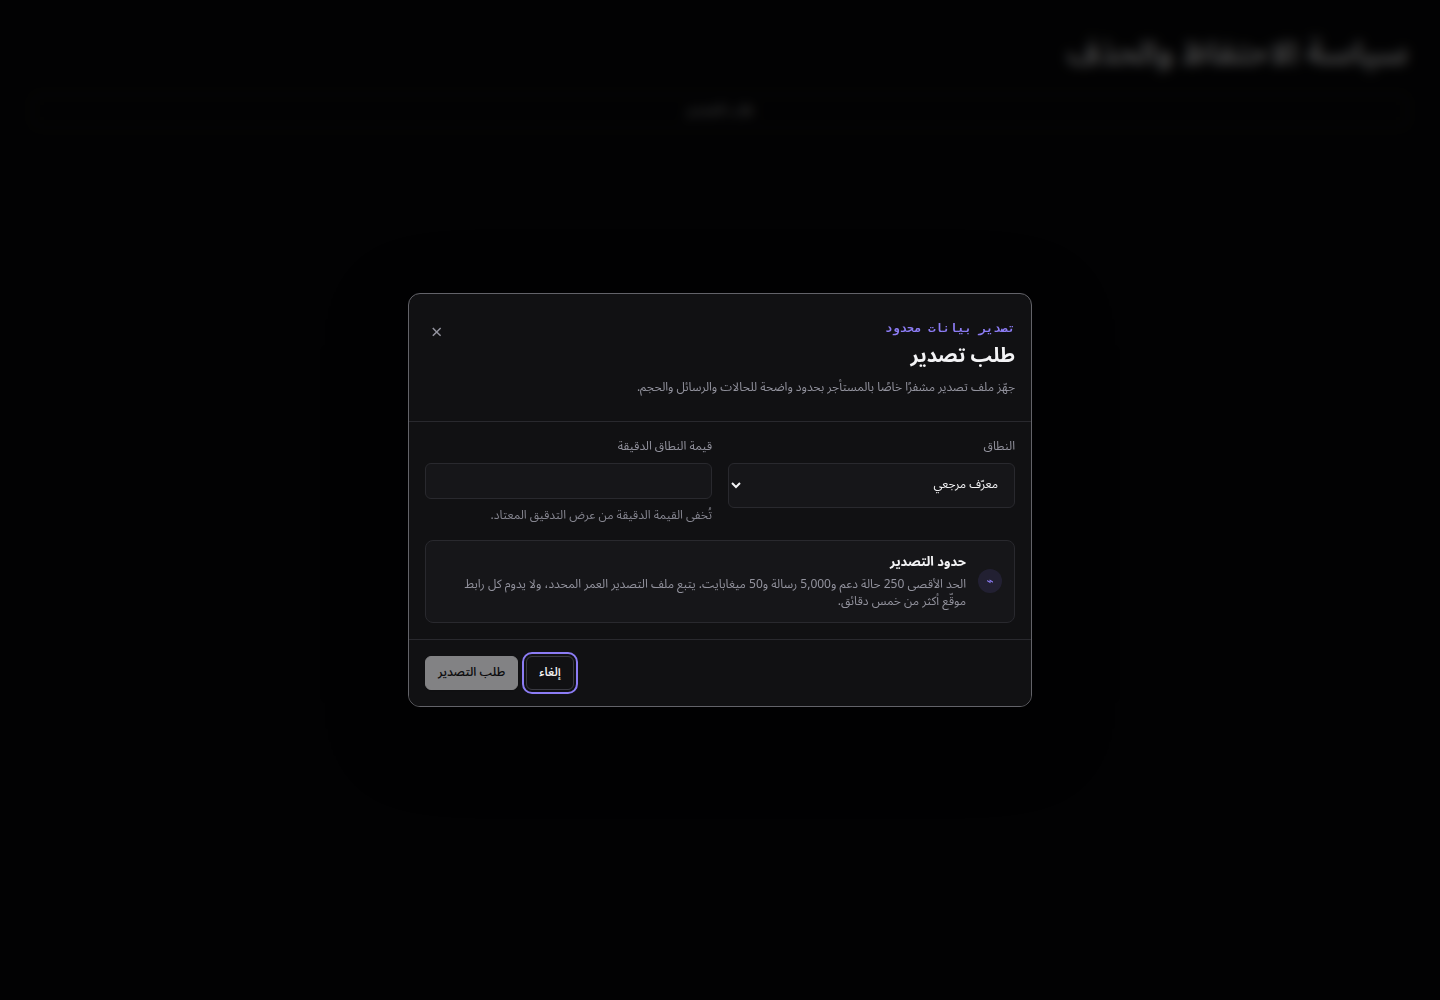 سياسة الاحتفاظ والحذف
تصدير بيانات محدود
طلب تصدير
جهّز ملف تصدير مشفرًا خاصًا بالمستأجر بحدود واضحة للحالات والرسائل والحجم.
النطاق
معرّف مرجعي
قيمة النطاق الدقيقة
تُخفى القيمة الدقيقة من عرض التدقيق المعتاد.
حدود التصدير
الحد الأقصى 250 حالة دعم و5,000 رسالة و50 ميغابايت. يتبع ملف التصدير العمر المحدد، ولا يدوم كل رابط
موقّع أكثر من خمس دقائق.
إلغاء
طلب التصدير